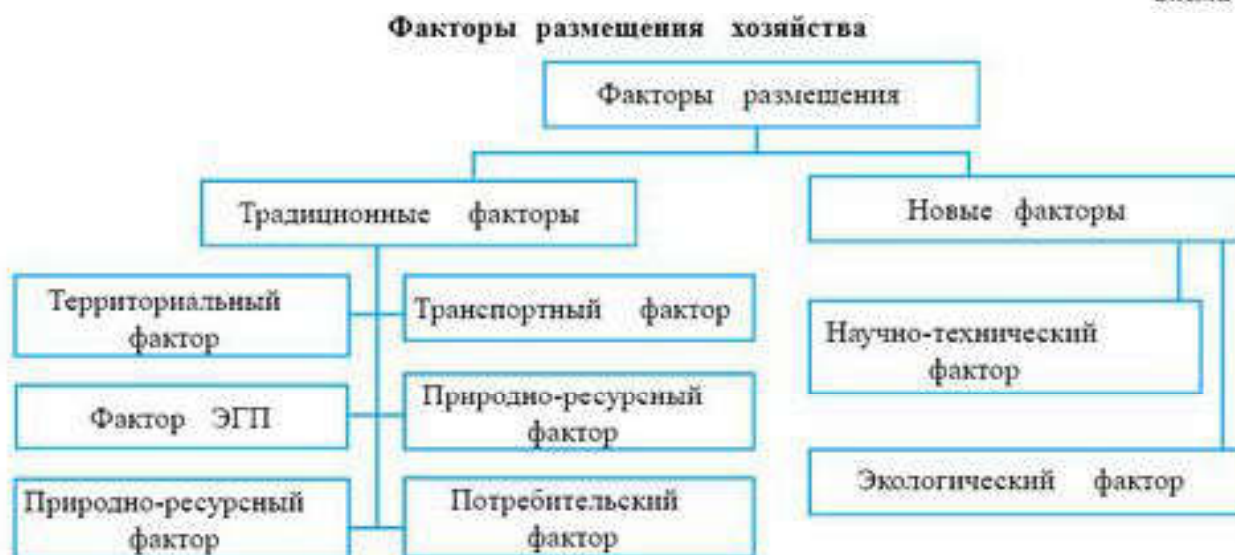 Факторы размещения хозяйства
Факторы размешения
Традиционные факторы
Новые факторы
Территориальный
фактор
Транспортный фактор
Научно-технический
фактор
Фактор ЭГП
Природно-ресурсный
фактор
Экологический фактор
Природно-ресурсный
фактор
Потребительский
фактор